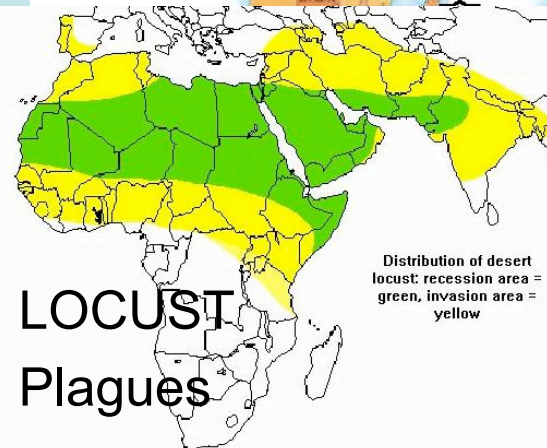 Distribution of desert
locust: recession area =
green, invasion area =
yellow
LOCUST
Plagues